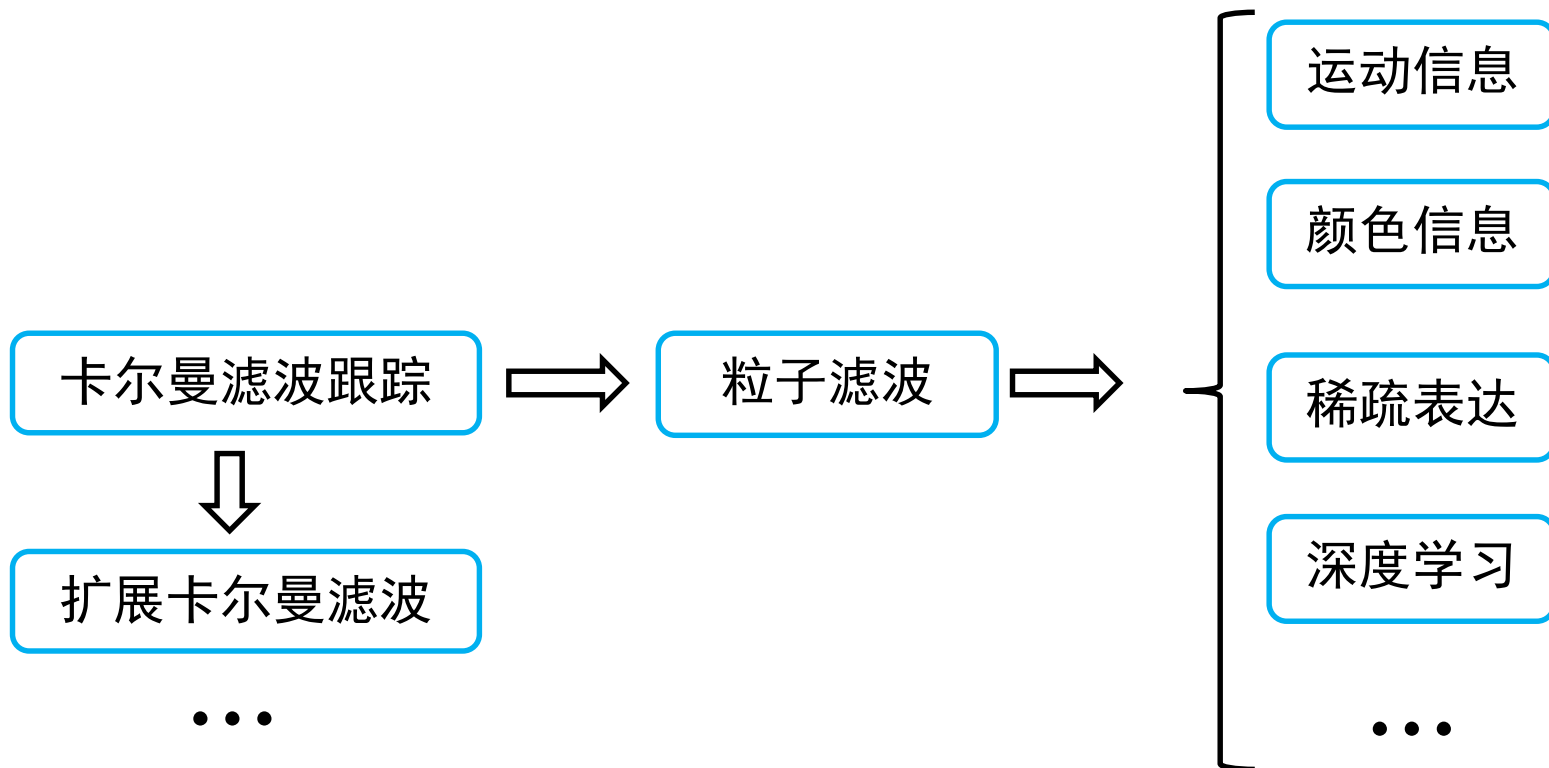 运动信息
颜色信息
卡尔曼滤波跟踪
粒子滤波
稀疏表达
扩展卡尔曼滤波
深度学习
…
…